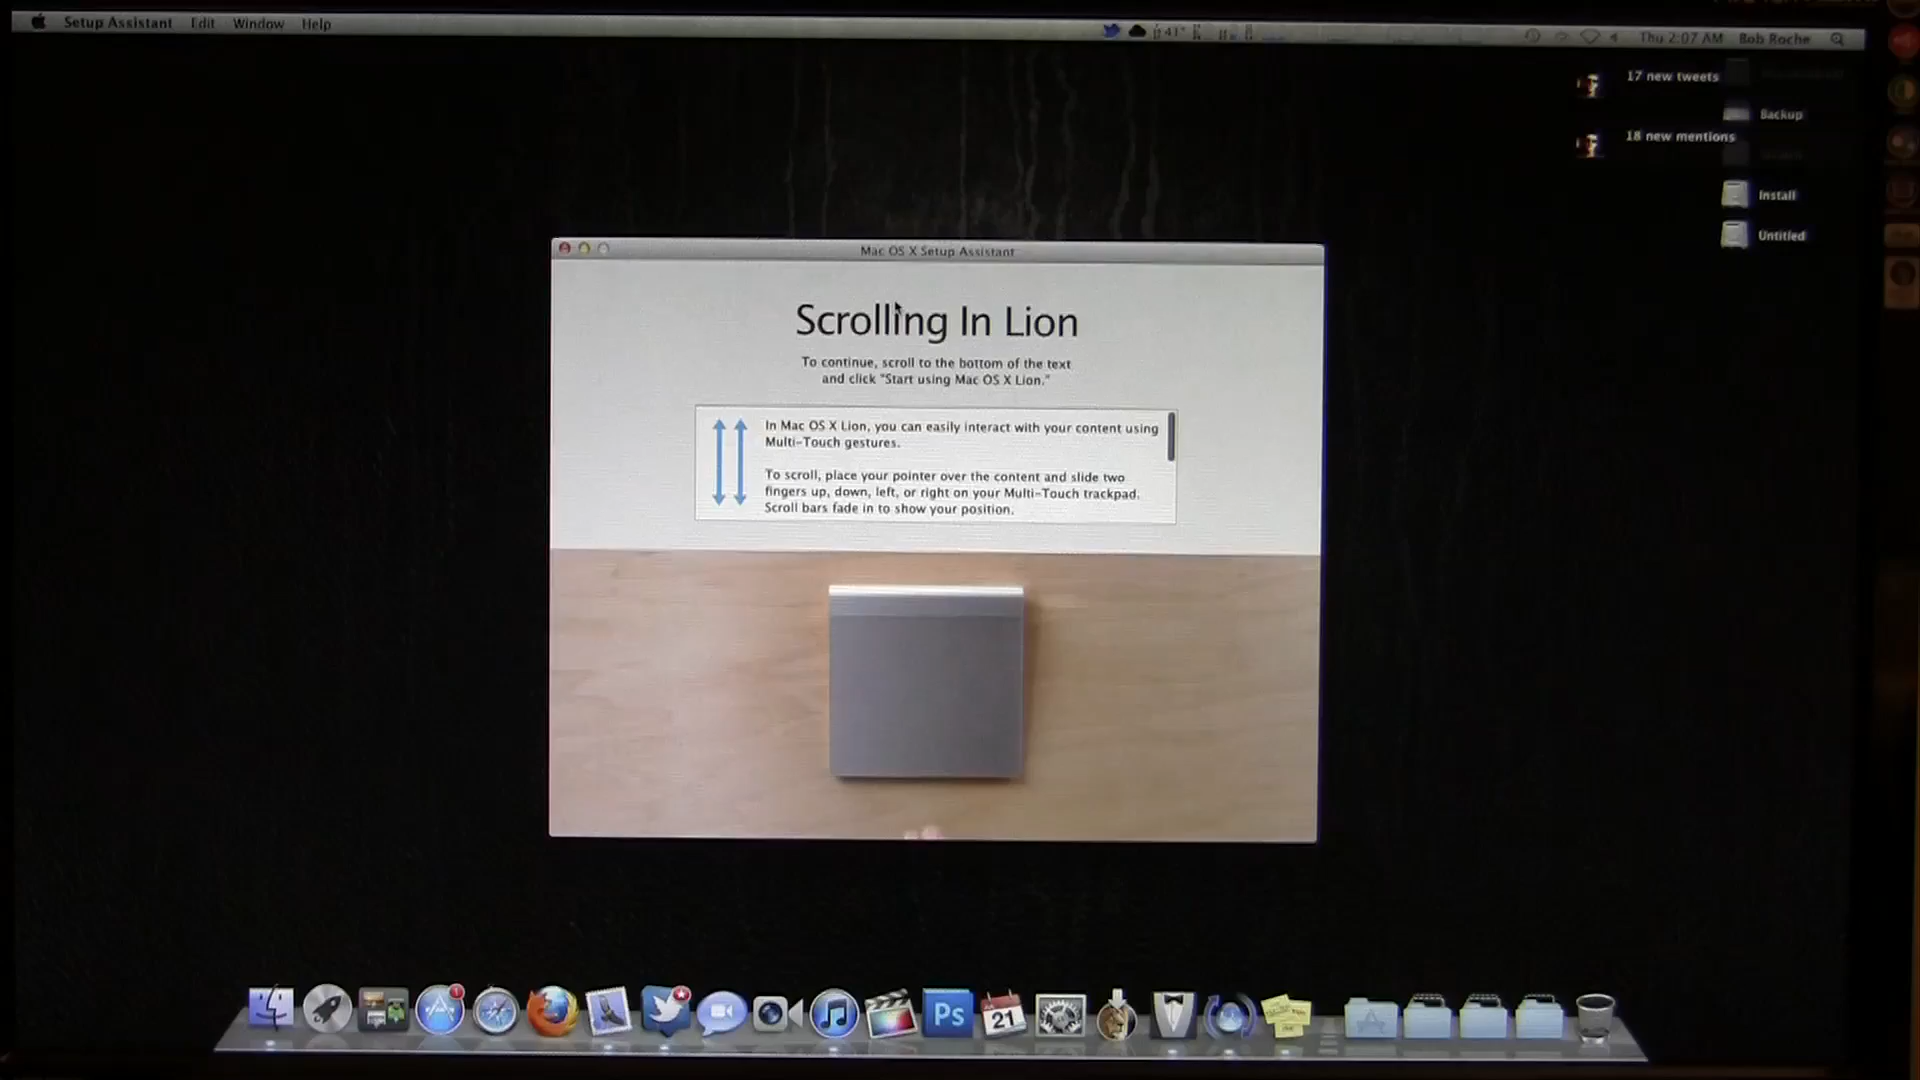 Setup Assistant Edit Window Help
41° Thu 2:07 AM Bob Roche
17 new tweets
Backup
18 new mentions
Install
Untitled
Mac OS X Setup Assistant
Scrolling In Lion
To continue, scroll to the bottom of the text
and click "Start using Mac OS X Lion."
In Mac OS X Lion, you can easily interact with your content using
Multi-Touch gestures.
To scroll, place your pointer over the content and slide two
fingers up, down, left, or right on your Multi-Touch trackpad.
Scroll bars fade in to show your position.
1
Ps
21